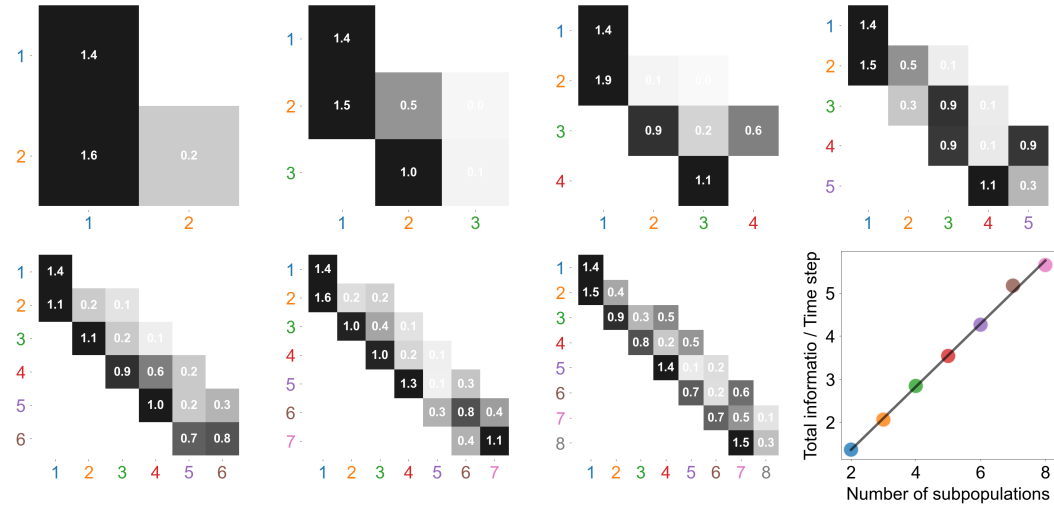 1 1.4
2 1.6 0.2
1 2
1 1.4
2 1.5 0.5
3 1.0 0.1
1 2 3
1 1.4
2 1.9 0.1
3 0.9 0.2 0.6
4 1.1
1 2 3 4
1 1.4
2 1.5 0.5 0.1
3 0.3 0.9 0.1
4 0.9 0.1 0.9
5 1.1 0.3
1 2 3 4 5
1 1.4
2 1.1 0.2 0.1
3 1.1 0.2 0.1
4 0.9 0.6 0.2
5 1.0 0.2 0.3
6 0.7 0.8
1 2 3 4 5 6
1 1.4
2 1.6 0.2 0.2
3 1.0 0.4 0.1
4 1.0 0.2 0.1
5 1.3 0.1 0.3
6 0.3 0.8 0.4
7 0.4 1.1
1 2 3 4 5 6 7
1 1.4
2 1.5 0.4
3 0.9 0.3 0.5
4 0.8 0.2 0.5
5 1.4 0.1 0.2
6 0.7 0.2 0.6
7 0.7 0.5 0.1
8 1.5 0.3
1 2 3 4 5 6 7 8
Total informatio / Time step
5
4
3
2
2 4 6 8
Number of subpopulations